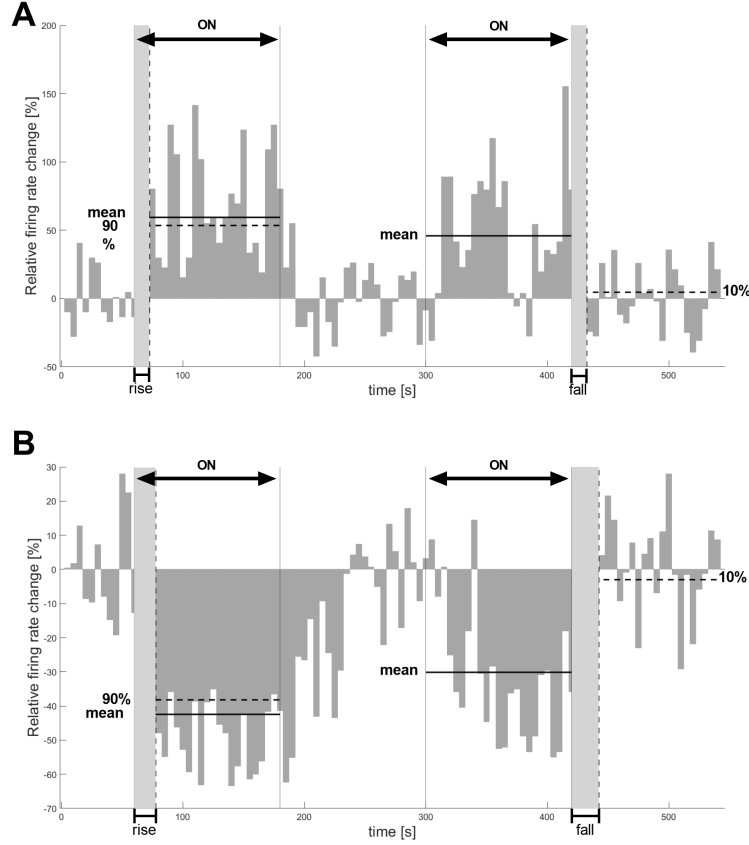 A
200
ON
ON
150
100
50
0
-50
Relative firing rate change [%]
mean
90
%
mean
10%
0
100
200
300
400
500
rise
time [s]
fall
B
30
ON
ON
20
10
0
-10
-20
-30
-40
-50
-60
-70
Relative firing rate change [%]
10%
mean
90%
mean
0
100
200
300
400
500
rise
time [s]
fall